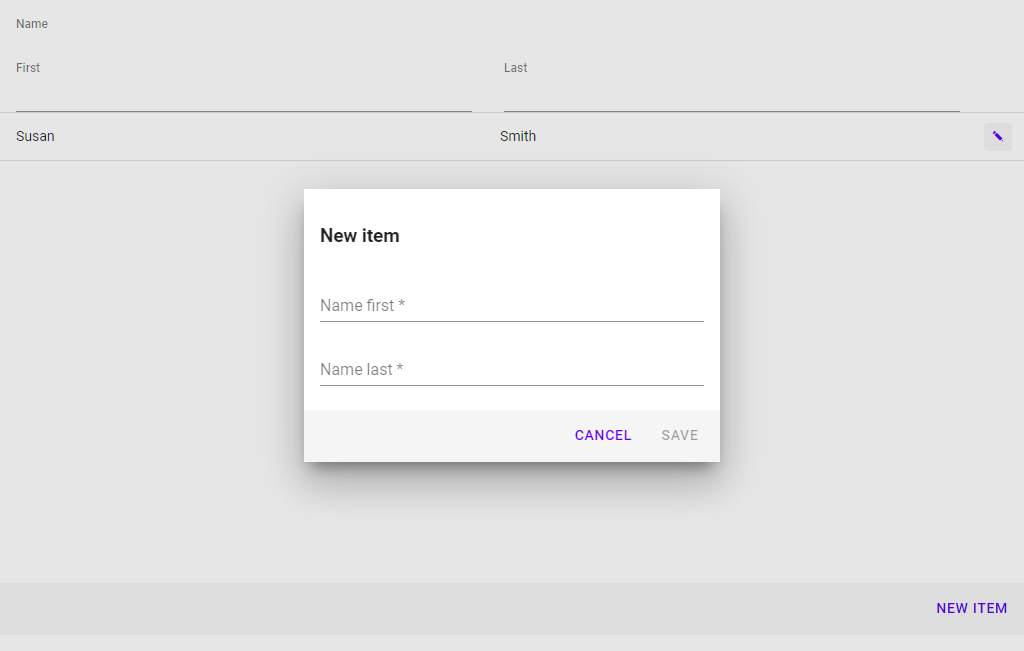 Name
First Last
Susan Smith
New item
Name first *
Name last *
CANCEL SAVE
NEW ITEM